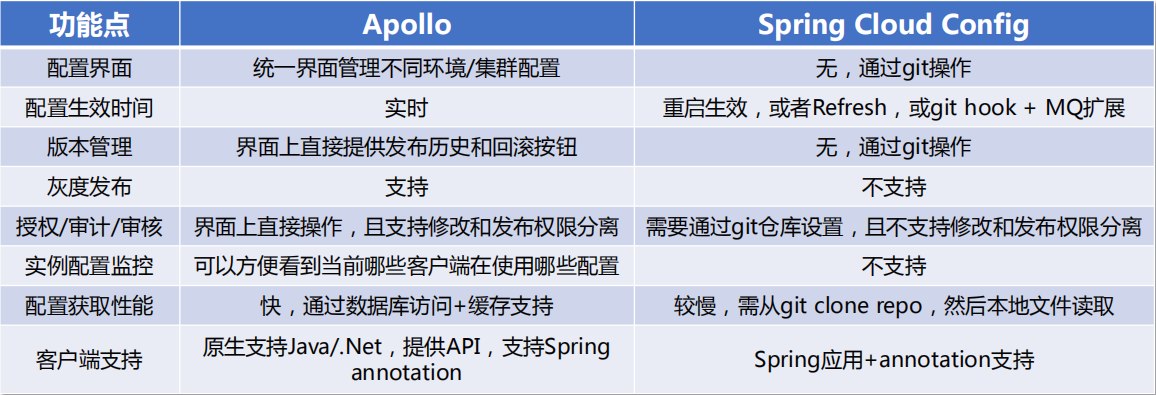 功能点 Apollo Spring Cloud Config
配置界面 统一界面管理不同环境/集群配置 无，通过git操作
配置生效时间 实时 重启生效，或者Refresh，或git hook + MQ扩展
版本管理 界面上直接提供发布历史和回滚按钮 无，通过git操作
灰度发布 支持 不支持
授权/审计/审核 界面上直接操作，且支持修改和发布权限分离 需要通过git仓库设置，且不支持修改和发布权限分离
实例配置监控 可以方便看到当前哪些客户端在使用哪些配置 不支持
配置获取性能 快，通过数据库访问+缓存支持 较慢，需从git clone repo，然后本地文件读取
客户端支持 原生支持Java/.Net，提供API，支持Spring
annotation Spring应用+annotation支持